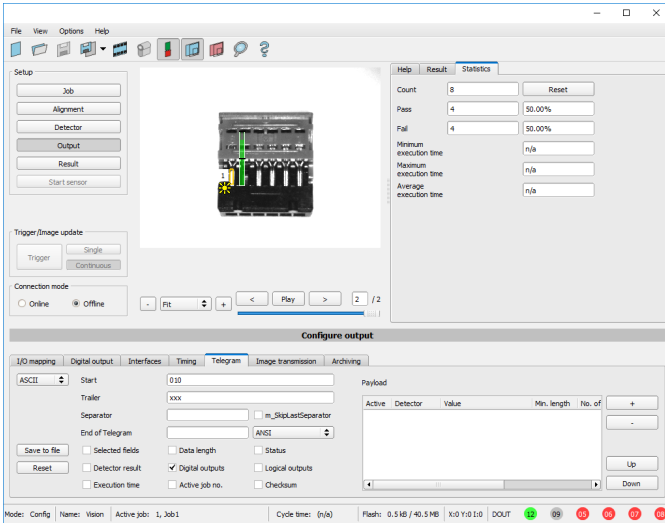 File View Options Help
Setup
Job
Alignment
Detector
Output
Result
Start sensor
Trigger/Image update
Trigger
Single
Continuous
Connection mode
Online Offline
1
- Fit + < Play > 2 /2
Help Result Statistics
Count 8 Reset
Pass 4 50.00%
Fail 4 50.00%
Minimum
execution time n/a
Maximum
execution time n/a
Average
execution time n/a
Configure output
I/O mapping Digital output Interfaces Timing Telegram Image transmission Archiving
ASCII Start 010
Trailer xxx
Separator m_SkipLastSeparator
End of Telegram ANSI
Save to file Selected fields Data length Status
Reset Detector result Digital outputs Logical outputs
Execution time Active job no. Checksum
Payload
Active Detector Value Min. length No. of
+
-
Up
Down
Mode: Config Name: Vision Active job: 1, Job1 Cycle time: (n/a) Flash: 0.5 kB / 40.5 MB X:0 Y:0 I:0 DOUT 12 09 05 06 07 08